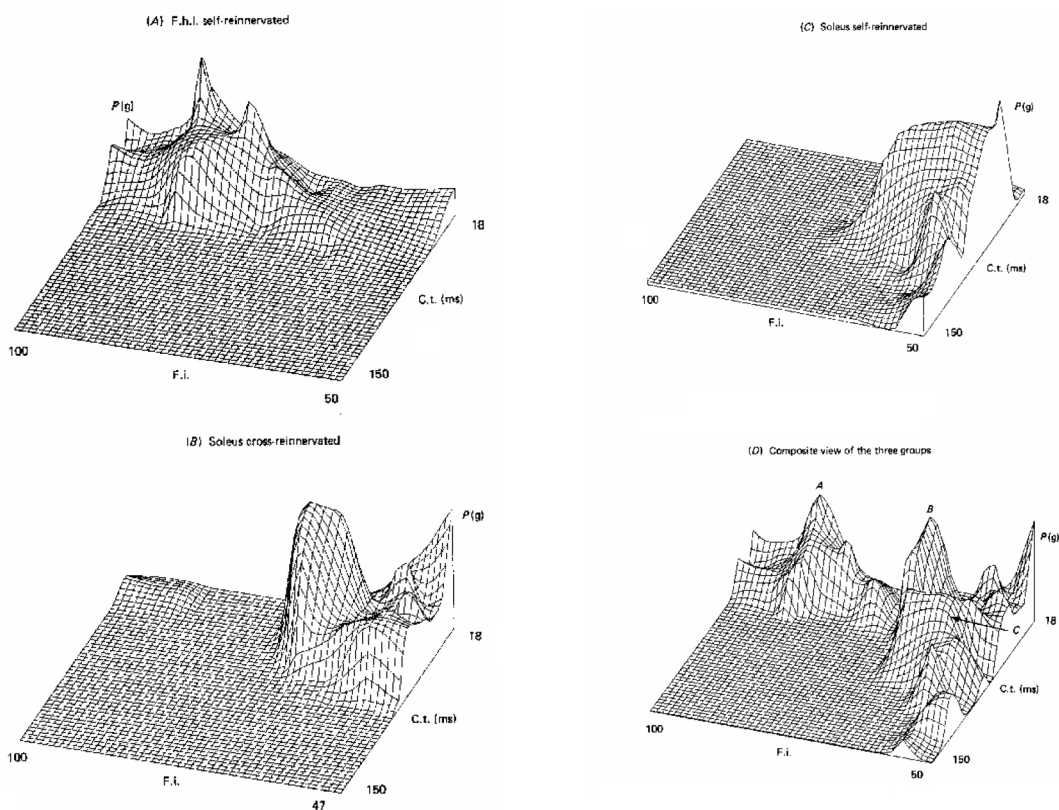 (A) F.h.l. self-reinnervated
P(g)
18
C.t. (ms)
100
150
F.i.
50
(C) Soleus self-reinnervated
P(g)
18
C.t. (ms)
100
F.i.
150
50
(B) Soleus cross-reinnervated
P(g)
18
C.t. (ms)
100
150
F.i.
47
(D) Composite view of the three groups
A
B
P(g)
18
C
C.t. (ms)
100
150
F.i.
50